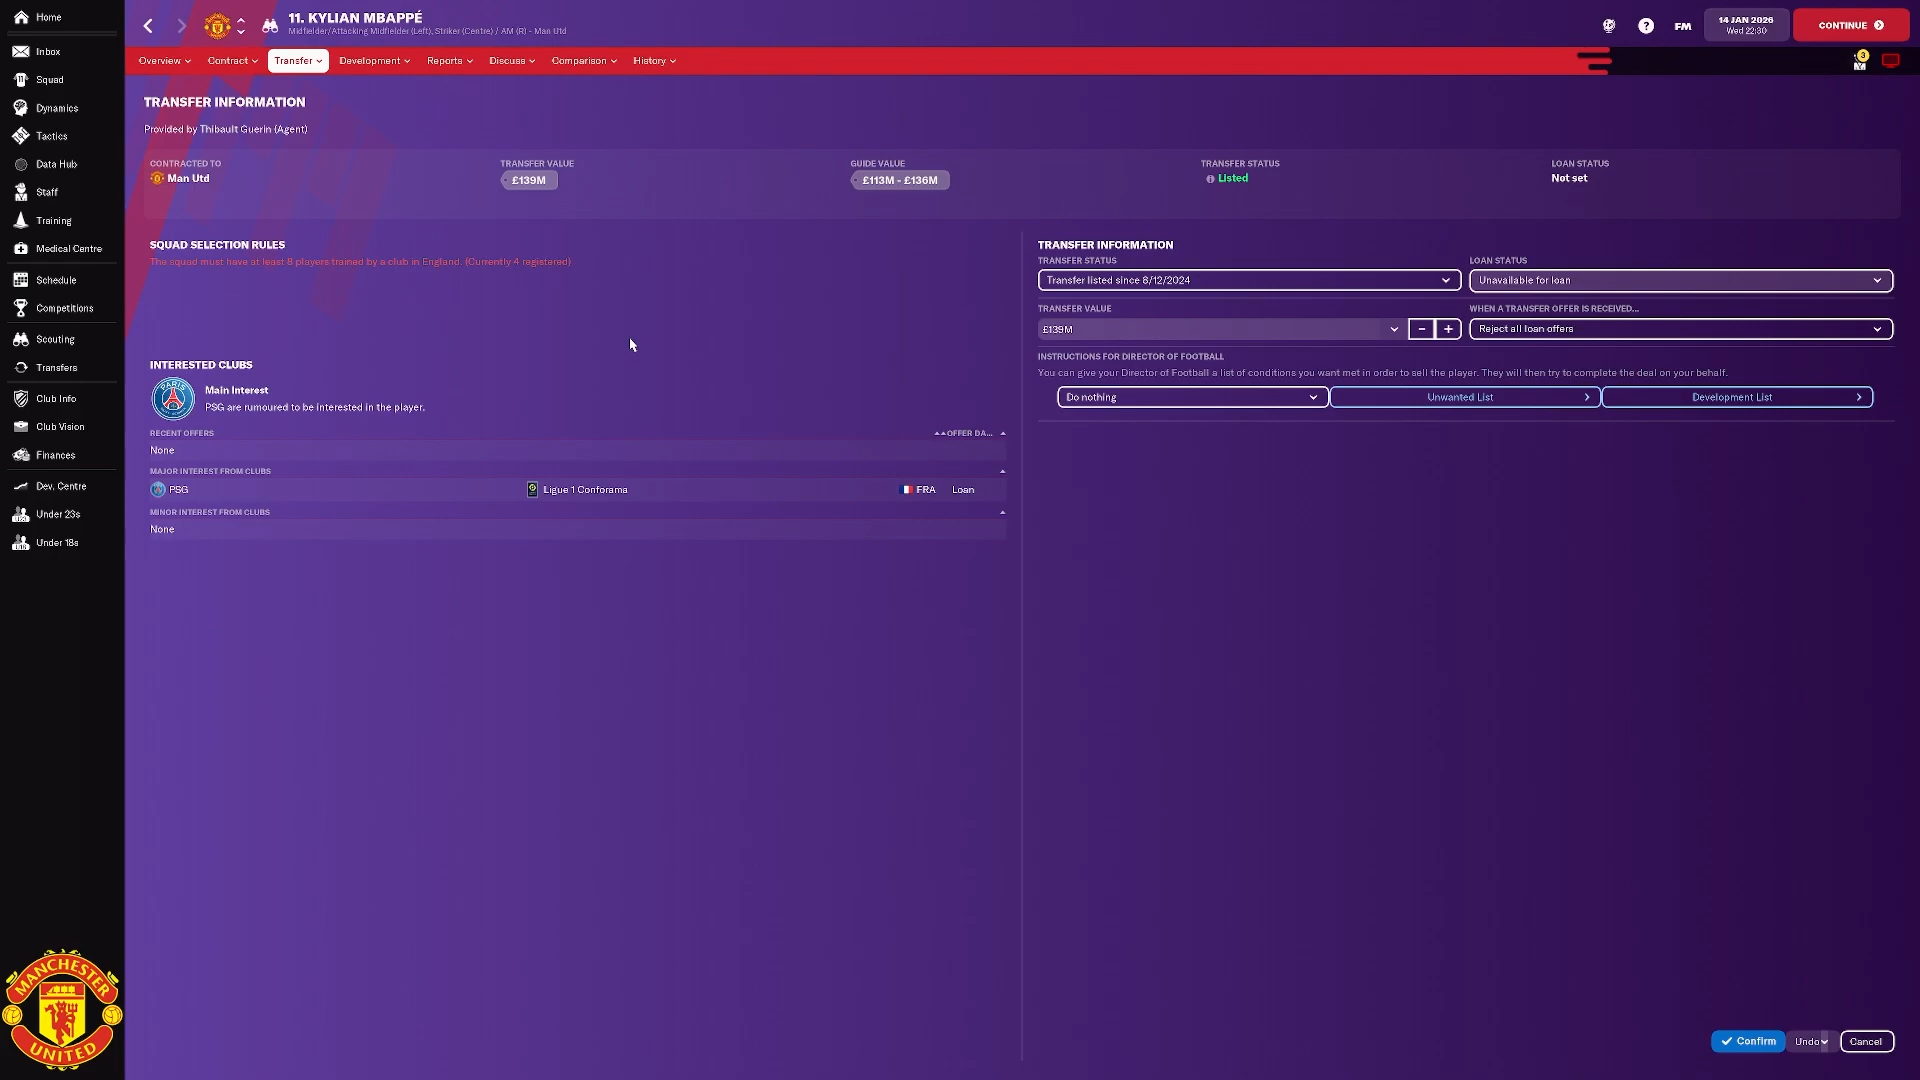 Home
Inbox
Squad
Dynamics
Tactics
Data Hub
Staff
Training
Medical Centre
Schedule
Competitions
Scouting
Transfers
Club Info
Club Vision
Finances
Dev. Centre
Under 23s
Under 18s
MANCHESTER
UNITED
11. KYLIAN MBAPPÉ
Midfielder/Attacking Midfielder (Left), Striker (Centre) / AM (R) - Man Utd
?
FM
14 JAN 2026
Wed 22:30
CONTINUE
Overview
Contract
Transfer
Development
Reports
Discuss
Comparison
History
3
TRANSFER INFORMATION
Provided by Thibault Guerin (Agent)
CONTRACTED TO
Man Utd
TRANSFER VALUE
£139M
GUIDE VALUE
£113M - £136M
TRANSFER STATUS
Listed
LOAN STATUS
Not set
SQUAD SELECTION RULES
The squad must have at least 8 players trained by a club in England. (Currently 4 registered)
INTERESTED CLUBS
PARIS
Main Interest
PSG are rumoured to be interested in the player.
RECENT OFFERS
OFFER DA...
None
MAJOR INTEREST FROM CLUBS
PSG
Ligue 1 Conforama
FRA
Loan
MINOR INTEREST FROM CLUBS
None
TRANSFER INFORMATION
TRANSFER STATUS
Transfer listed since 8/12/2024
LOAN STATUS
Unavailable for loan
TRANSFER VALUE
£139M
- +
WHEN A TRANSFER OFFER IS RECEIVED...
Reject all loan offers
INSTRUCTIONS FOR DIRECTOR OF FOOTBALL
You can give your Director of Football a list of conditions you want met in order to sell the player. They will then try to complete the deal on your behalf.
Do nothing
Unwanted List
Development List
Confirm
Undo
Cancel